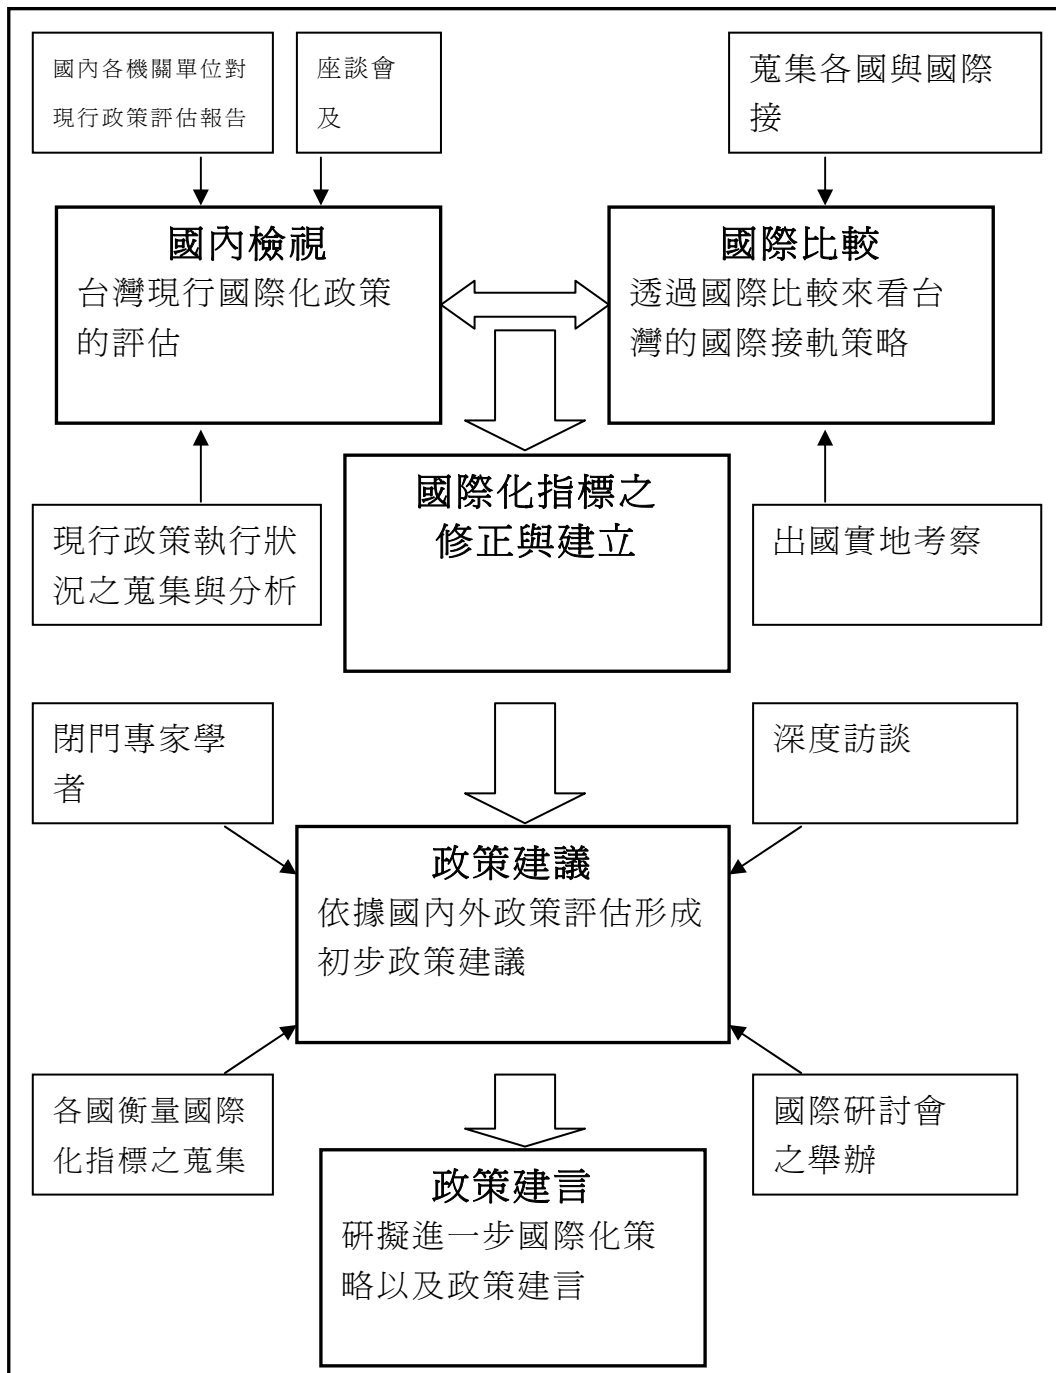 國內各機關單位對
現行政策評估報告
座談會
及
蒐集各國與國際
接
國內檢視
台灣現行國際化政策
的評估
國際比較
透過國際比較來看台
灣的國際接軌策略
國際化指標之
修正與建立
現行政策執行狀
況之蒐集與分析
出國實地考察
閉門專家學
者
深度訪談
政策建議
依據國內外政策評估形成
初步政策建議
各國衡量國際
化指標之蒐集
國際研討會
之舉辦
政策建言
研擬進一步國際化策
略以及政策建言